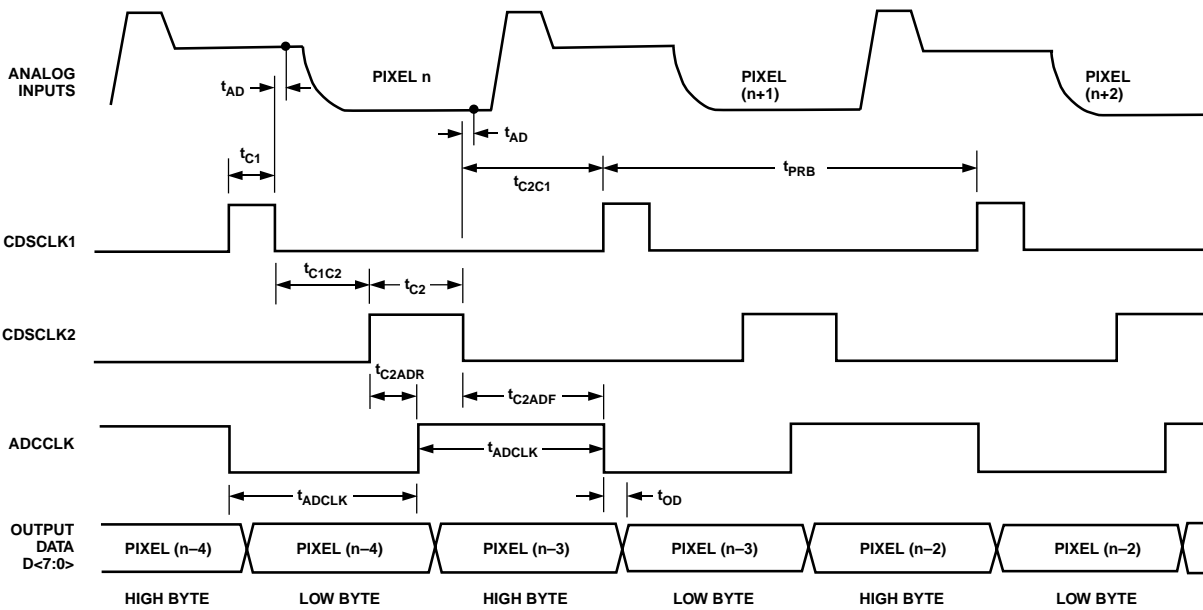 ANALOG
INPUTS
PIXEL n
PIXEL
(n+1)
PIXEL
(n+2)
tAD
tAD
tC1
tC2C1
tPRB
CDSCLK1
tC1C2
tC2
CDSCLK2
tC2ADR
tC2ADF
ADCCLK
tADCLK
tADCLK
tOD
OUTPUT
DATA
D<7:0>
PIXEL (n–4)
PIXEL (n–4)
PIXEL (n–3)
PIXEL (n–3)
PIXEL (n–2)
PIXEL (n–2)
HIGH BYTE
LOW BYTE
HIGH BYTE
LOW BYTE
HIGH BYTE
LOW BYTE